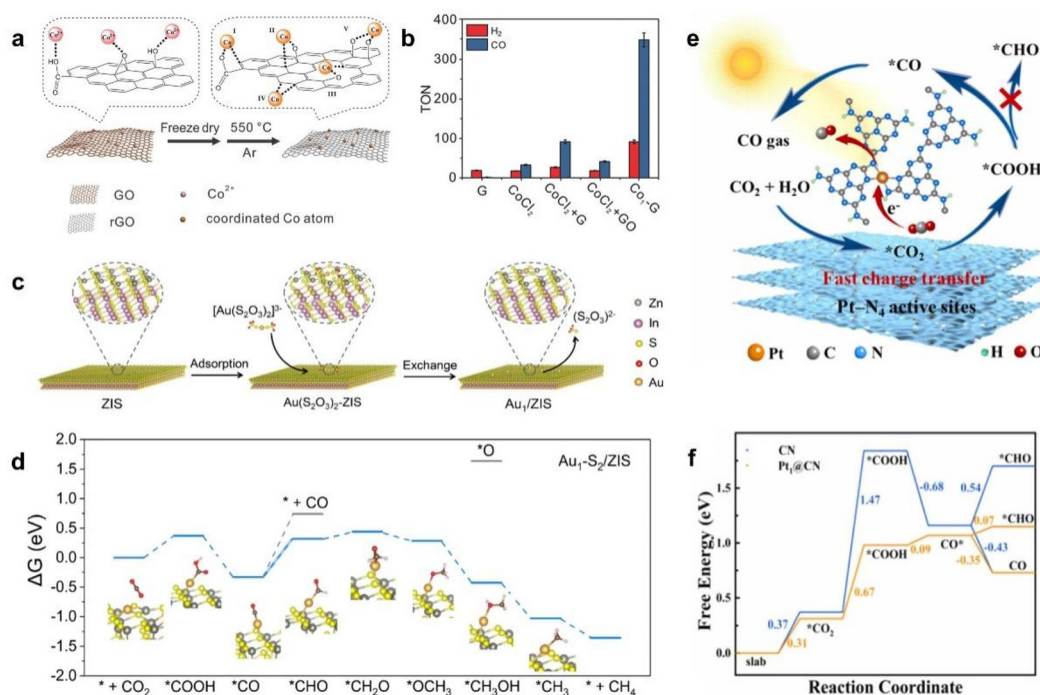 a
Co²⁺
Co²⁺
Co²⁺
HO
O
HO
C
O
I
II
III
IV
V
Co
Co
Co
Co
Co
Freeze dry
550 °C
Ar
GO
Co²⁺
rGO
coordinated Co atom
b
H₂
CO
TON
400
300
200
100
0
G
CoCl₂
CoCl₂+G
CoCl₂+GO
Co₁-G
c
[Au(S₂O₃)₂]³⁻
(S₂O₃)²⁻
Adsorption
Exchange
ZIS
Au(S₂O₃)₂-ZIS
Au₁/ZIS
Zn
In
S
O
Au
d
ΔG (eV)
2.0
1.5
1.0
0.5
0.0
-0.5
-1.0
-1.5
-2.0
*O
Au₁-S₂/ZIS
* + CO
* + CO₂ *COOH *CO *CHO *CH₂O *OCH₃ *CH₃OH *CH₃ * + CH₄
e
*CHO
*CO
CO gas
C O
*COOH
CO₂ + H₂O
e⁻
*CO₂
Fast charge transfer
Pt–N₄ active sites
Pt C N H O
f
CN
Pt₁@CN
Free Energy (eV)
1.5
1.0
0.5
0.0
*COOH
*CHO
-0.68
0.54
1.47
0.07
*CHO
CO*
*COOH
0.09
-0.43
-0.35
CO
0.67
0.37
*CO₂
0.31
slab
Reaction Coordinate